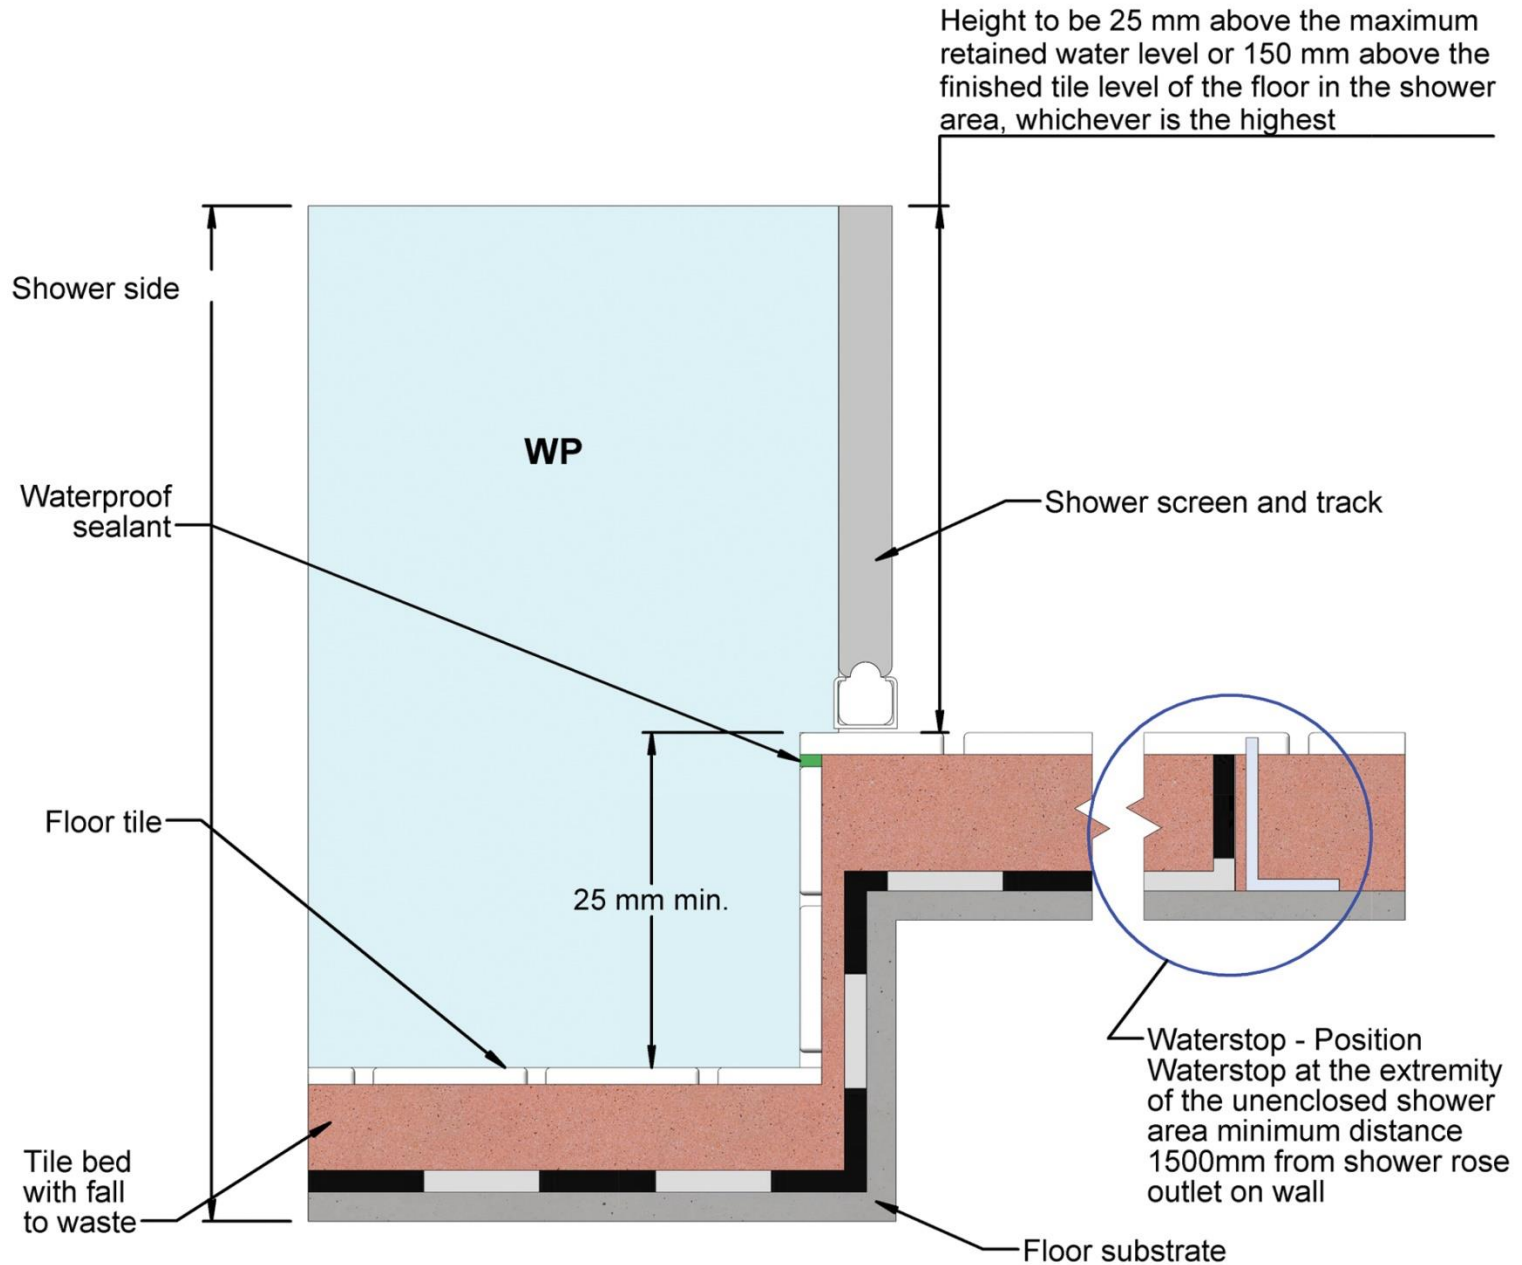 Height to be 25 mm above the maximum
retained water level or 150 mm above the
finished tile level of the floor in the shower
area, whichever is the highest
Shower side
WP
Waterproof
sealant
Shower screen and track
Floor tile
25 mm min.
Waterstop - Position
Waterstop at the extremity
of the unenclosed shower
area minimum distance
1500mm from shower rose
outlet on wall
Tile bed
with fall
to waste
Floor substrate